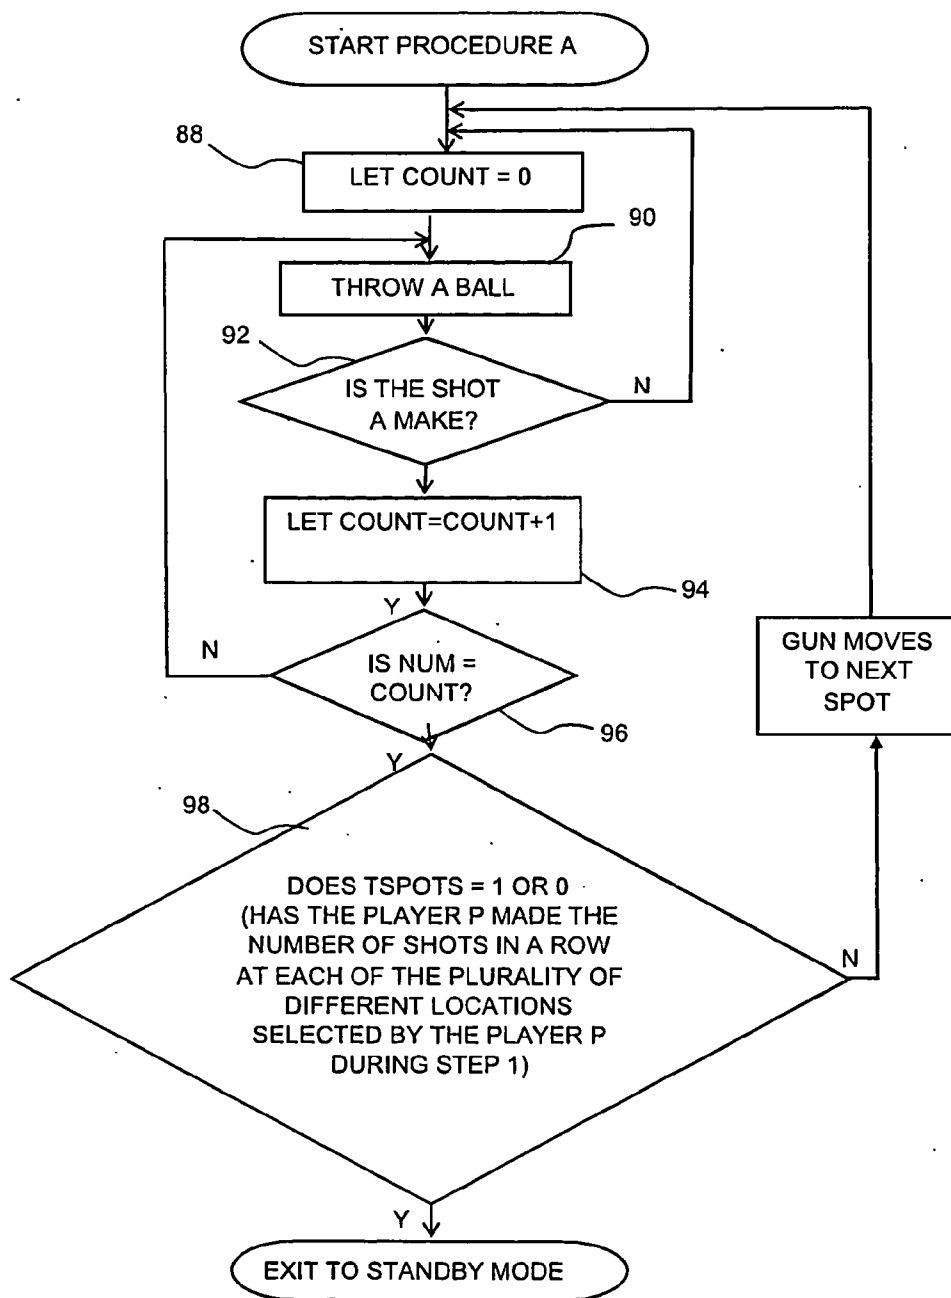 START PROCEDURE A
88
LET COUNT = 0
90
THROW A BALL
92
IS THE SHOT
A MAKE?
N
LET COUNT=COUNT+1
94
Y
N
IS NUM =
COUNT?
96
GUN MOVES
TO NEXT
SPOT
Y
98
DOES TSPOTS = 1 OR 0
(HAS THE PLAYER P MADE THE
NUMBER OF SHOTS IN A ROW
AT EACH OF THE PLURALITY OF
DIFFERENT LOCATIONS
SELECTED BY THE PLAYER P
DURING STEP 1)
N
Y
EXIT TO STANDBY MODE